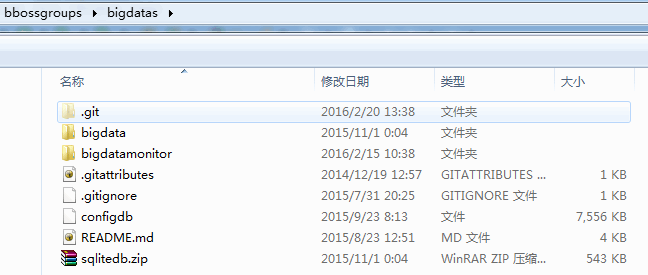 bbossgroups ▸ bigdatas ▸
名称 修改日期 类型 大小
.git 2016/2/20 13:38 文件夹
bigdata 2015/11/1 0:04 文件夹
bigdatamonitor 2016/2/15 10:38 文件夹
.gitattributes 2014/12/19 12:57 GITATTRIBUTES ... 1 KB
.gitignore 2015/7/31 20:25 GITIGNORE 文件 1 KB
configdb 2015/9/23 8:13 文件 7,556 KB
README.md 2015/8/23 12:51 MD 文件 4 KB
sqlitedb.zip 2015/11/1 0:04 WinRAR ZIP 压缩... 543 KB